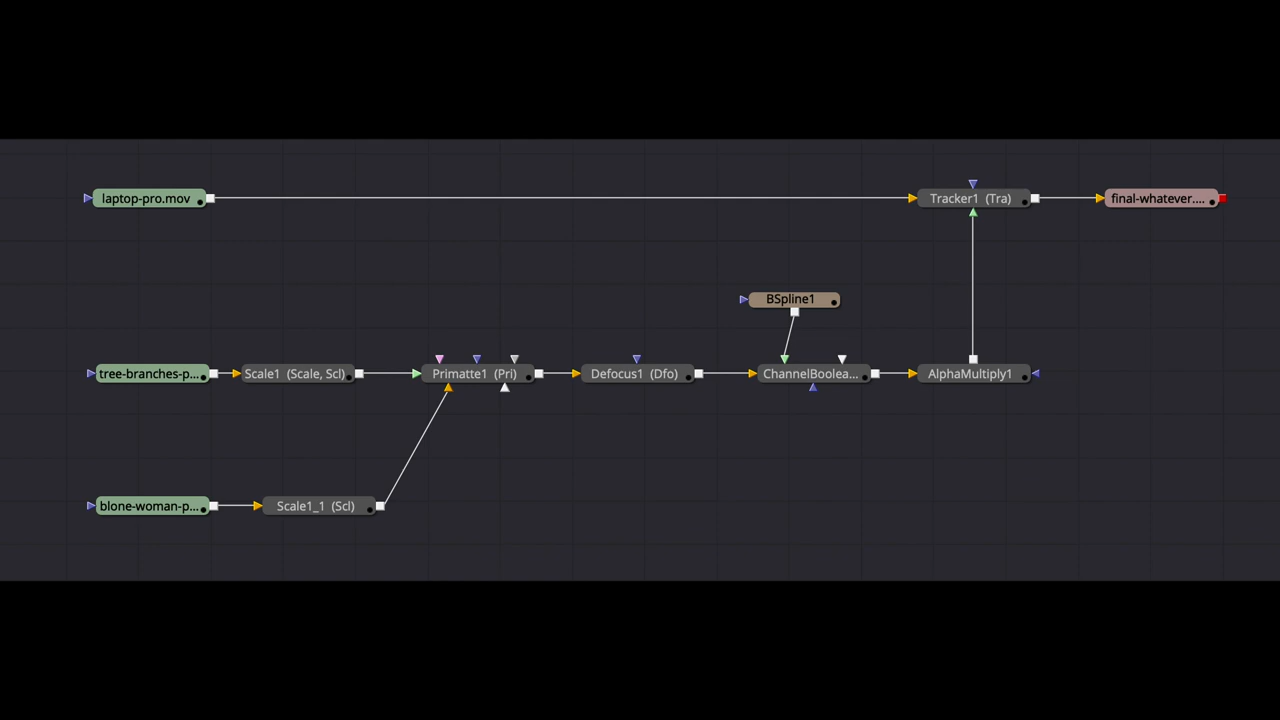 laptop-pro.mov
Tracker1 (Tra)
final-whatever....
BSpline1
tree-branches-p...
Scale1 (Scale, Scl)
Primatte1 (Pri)
Defocus1 (Dfo)
ChannelBoolea...
AlphaMultiply1
blone-woman-p...
Scale1_1 (Scl)